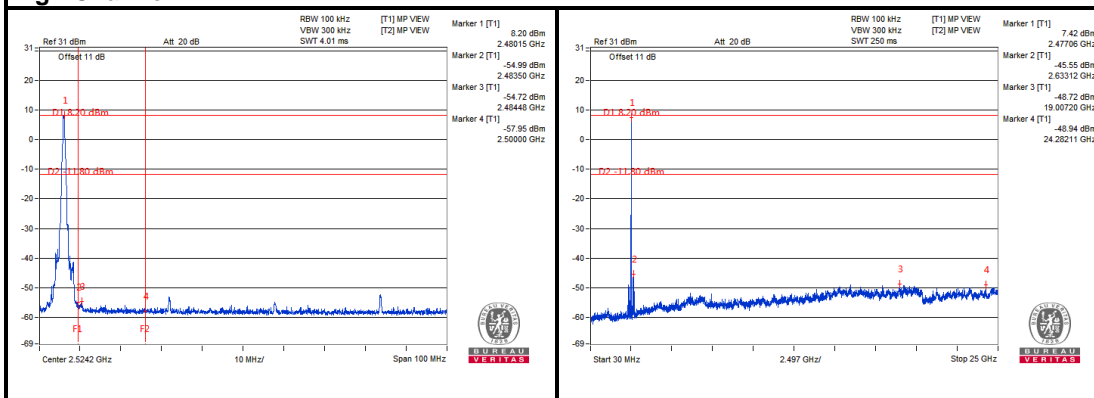 RBW 100 kHz [T1] MP VIEW
VBW 300 kHz [T2] MP VIEW
Ref 31 dBm Att 20 dB SWT 4.01 ms
Marker 1 [T1]
8.20 dBm
2.48015 GHz
Marker 2 [T1]
-54.99 dBm
2.48350 GHz
Marker 3 [T1]
-54.72 dBm
2.48448 GHz
Marker 4 [T1]
-57.95 dBm
2.50000 GHz
31
Offset 11 dB
20
1
10
D1 8.20 dBm
0
-10
D2 -11.80 dBm
-20
-30
-40
-50
2 3
4
-60
F1 F2
-69
Center 2.5242 GHz 10 MHz/ Span 100 MHz
BUREAU
VERITAS
RBW 100 kHz [T1] MP VIEW
VBW 300 kHz [T2] MP VIEW
Ref 31 dBm Att 20 dB SWT 250 ms
Marker 1 [T1]
7.42 dBm
2.47706 GHz
Marker 2 [T1]
-45.55 dBm
2.63312 GHz
Marker 3 [T1]
-48.72 dBm
19.00720 GHz
Marker 4 [T1]
-48.94 dBm
24.28211 GHz
31
Offset 11 dB
20
1
10
D1 8.20 dBm
0
-10
D2 -11.80 dBm
-20
-30
-40
2
3 4
-50
-60
-69
Start 30 MHz 2.497 GHz/ Stop 25 GHz
BUREAU
VERITAS